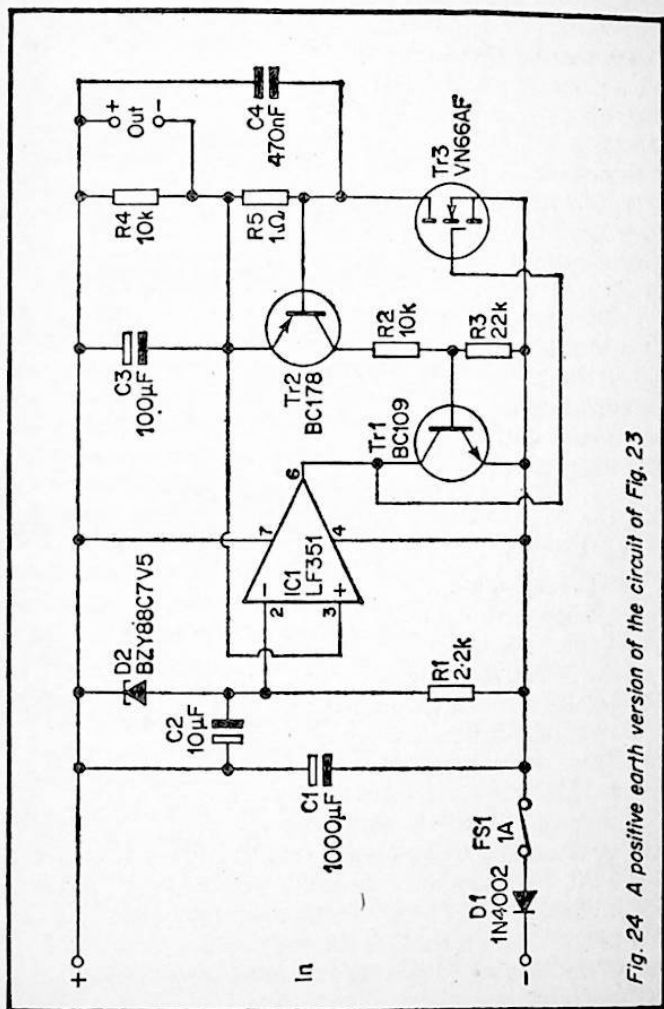 +
In
-
D1
1N4002
FS1
1A
C1
1000µF
C2
10µF
D2
BZY88C7V5
R1
2·2k
2
-
3
+
IC1
LF351
7
4
6
C3
100µF
Tr1
BC109
Tr2
BC178
R2
10k
R3
22k
R4
10k
+
Out
-
R5
1Ω
C4
470nF
Tr3
VN66AF
Fig. 24 A positive earth version of the circuit of Fig. 23